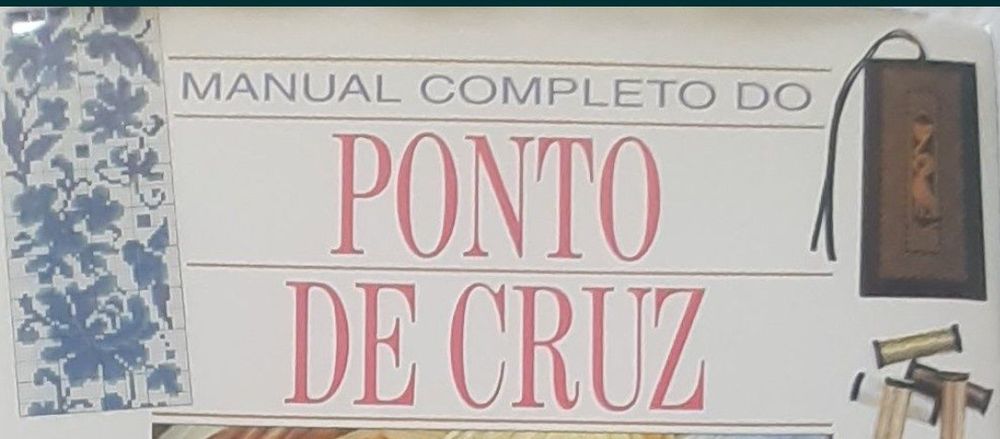 MANUAL COMPLETO DO
PONTO
DE CRUZ